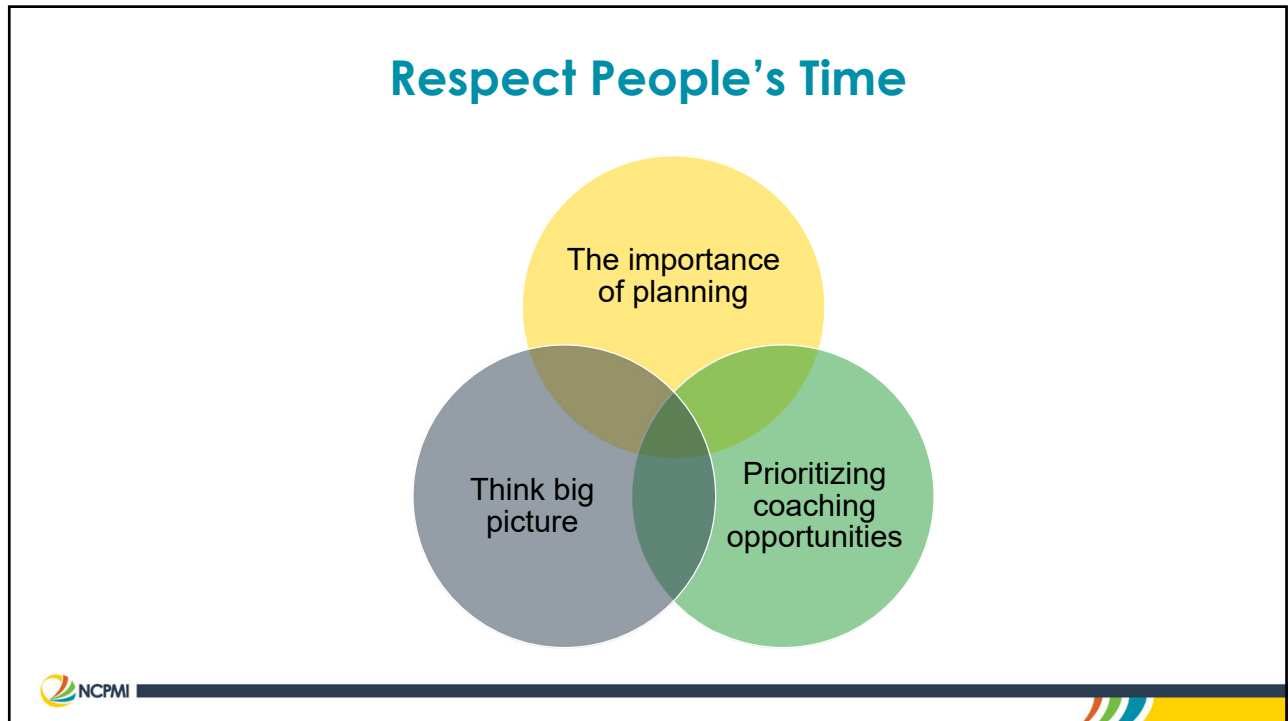 Respect People’s Time
The importance
of planning
Think big
picture
Prioritizing
coaching
opportunities
NCPMI